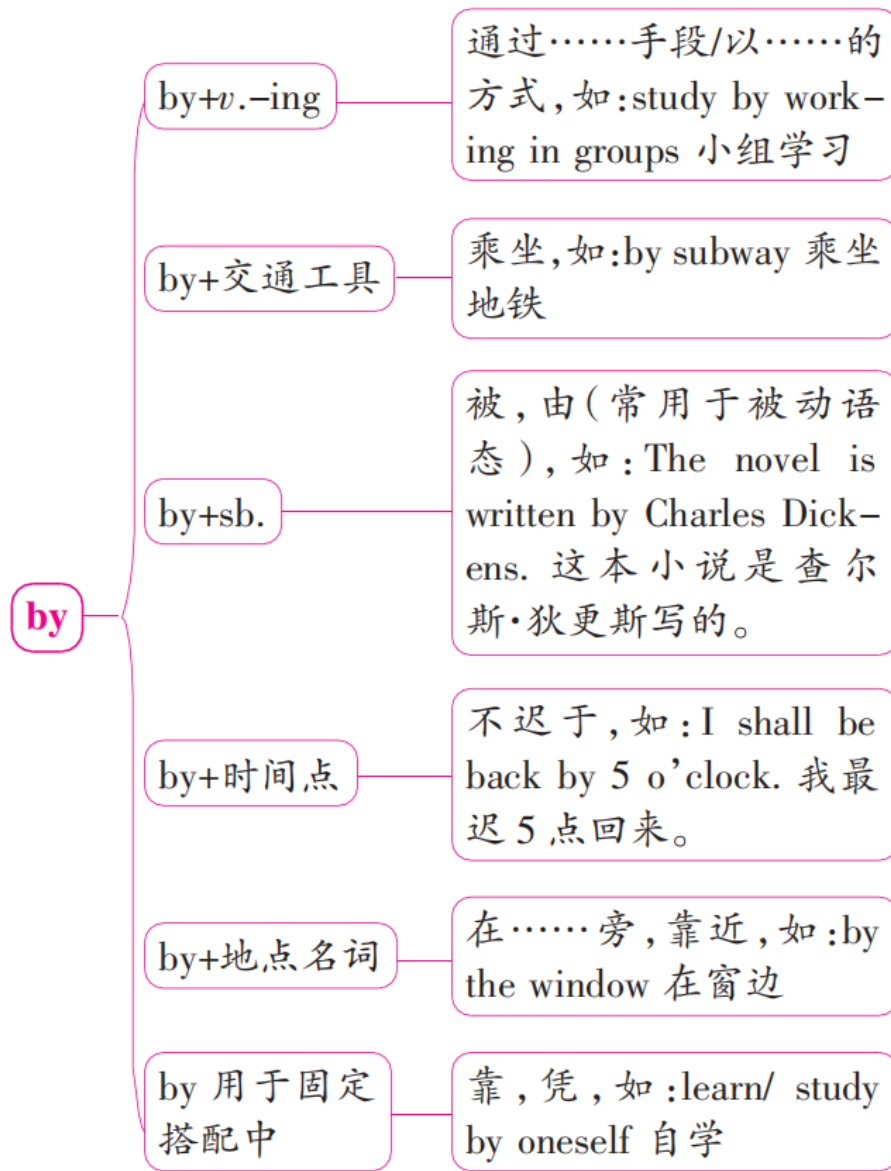 by
by+v.-ing
通过……手段/以……的
方式,如:study by work-
ing in groups 小组学习
by+交通工具
乘坐,如:by subway 乘坐
地铁
by+sb.
被,由(常用于被动语
态),如:The novel is
written by Charles Dick-
ens. 这本小说是查尔
斯·狄更斯写的。
by+时间点
不迟于,如:I shall be
back by 5 o’clock. 我最
迟5点回来。
by+地点名词
在……旁,靠近,如:by
the window 在窗边
by 用于固定
搭配中
靠,凭,如:learn/ study
by oneself 自学